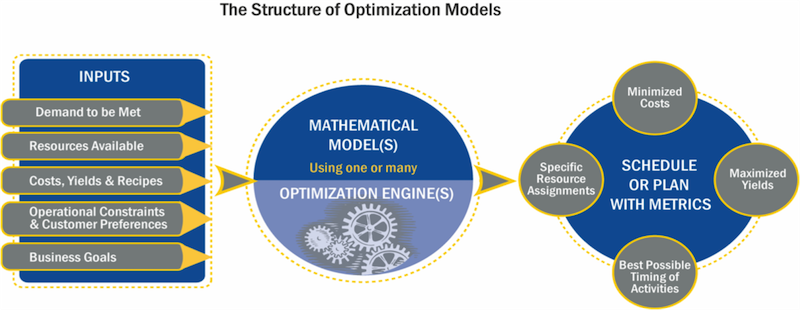 The Structure of Optimization Models
INPUTS
Demand to be Met
Resources Available
Costs, Yields & Recipes
Operational Constraints
& Customer Preferences
Business Goals
MATHEMATICAL
MODEL(S)
Using one or many
OPTIMIZATION ENGINE(S)
Minimized
Costs
Specific
Resource
Assignments
SCHEDULE
OR PLAN
WITH METRICS
Maximized
Yields
Best Possible
Timing of
Activities